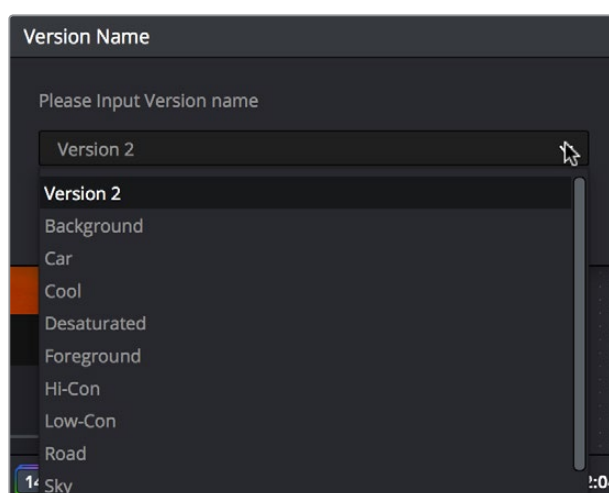 Version Name
Please Input Version name
Version 2
Version 2
Background
Car
Cool
Desaturated
Foreground
Hi-Con
Low-Con
Road
Sky